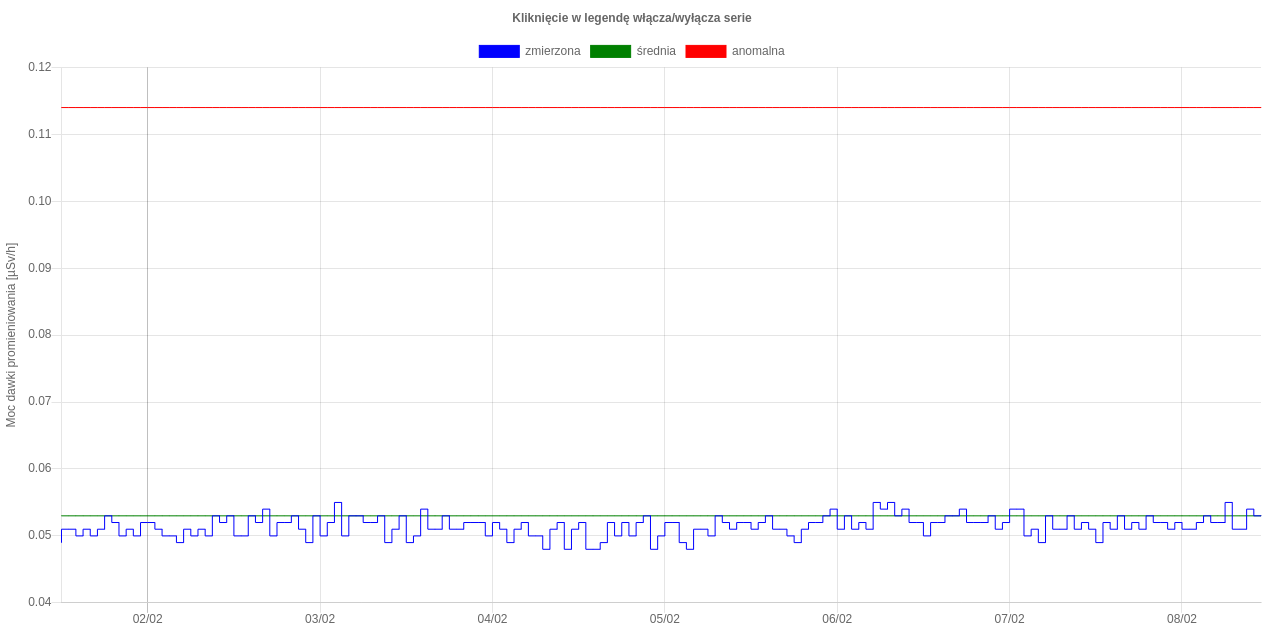 Kliknięcie w legendę włącza/wyłącza serie
zmierzona średnia anomalna
Moc dawki promieniowania [µSv/h]
0.12
0.11
0.10
0.09
0.08
0.07
0.06
0.05
0.04
02/02 03/02 04/02 05/02 06/02 07/02 08/02